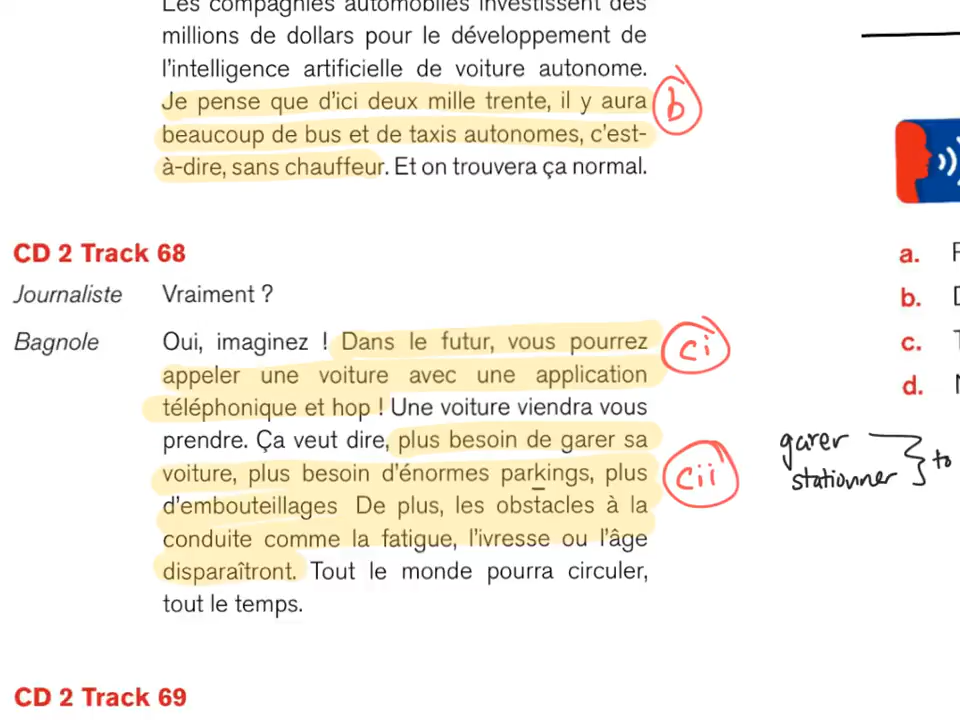 Les compagnies automobiles investissent des
millions de dollars pour le développement de
l'intelligence artificielle de voiture autonome.
Je pense que d'ici deux mille trente, il y aura
beaucoup de bus et de taxis autonomes, c'est-
à-dire, sans chauffeur. Et on trouvera ça normal.
b
CD 2 Track 68
Journaliste Vraiment ?
Bagnole Oui, imaginez ! Dans le futur, vous pourrez
appeler une voiture avec une application
téléphonique et hop ! Une voiture viendra vous
prendre. Ça veut dire, plus besoin de garer sa
voiture, plus besoin d'énormes parkings, plus
d'embouteillages De plus, les obstacles à la
conduite comme la fatigue, l'ivresse ou l'âge
disparaîtront. Tout le monde pourra circuler,
tout le temps.
ci
cii
CD 2 Track 69
a.
b.
c.
d.
garer
stationner
to